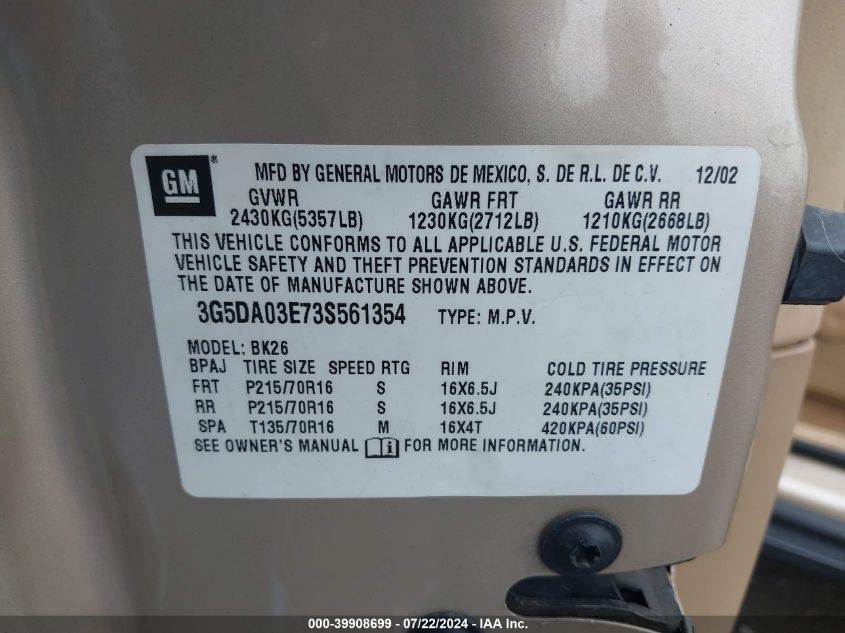 GM ®
MFD BY GENERAL MOTORS DE MEXICO, S. DE R.L. DE C.V. 12/02
GVWR GAWR FRT GAWR RR
2430KG(5357LB) 1230KG(2712LB) 1210KG(2668LB)
THIS VEHICLE CONFORMS TO ALL APPLICABLE U.S. FEDERAL MOTOR
VEHICLE SAFETY AND THEFT PREVENTION STANDARDS IN EFFECT ON
THE DATE OF MANUFACTURE SHOWN ABOVE.
3G5DA03E73S561354 TYPE: M.P.V.
MODEL: BK26
BPAJ TIRE SIZE SPEED RTG RIM COLD TIRE PRESSURE
FRT P215/70R16 S 16X6.5J 240KPA(35PSI)
RR P215/70R16 S 16X6.5J 240KPA(35PSI)
SPA T135/70R16 M 16X4T 420KPA(60PSI)
SEE OWNER'S MANUAL i FOR MORE INFORMATION.
000-39908699 / 07/22/2024 - IAA Inc.